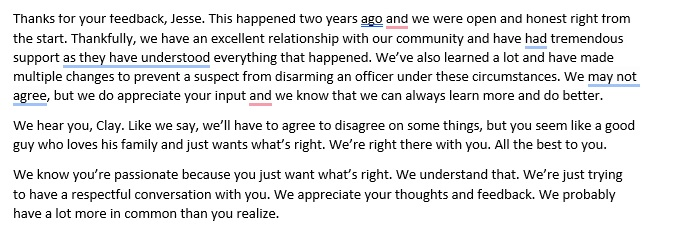 Thanks for your feedback, Jesse. This happened two years ago and we were open and honest right from
the start. Thankfully, we have an excellent relationship with our community and have had tremendous
support as they have understood everything that happened. We’ve also learned a lot and have made
multiple changes to prevent a suspect from disarming an officer under these circumstances. We may not
agree, but we do appreciate your input and we know that we can always learn more and do better.
We hear you, Clay. Like we say, we’ll have to agree to disagree on some things, but you seem like a good
guy who loves his family and just wants what’s right. We’re right there with you. All the best to you.
We know you’re passionate because you just want what’s right. We understand that. We’re just trying
to have a respectful conversation with you. We appreciate your thoughts and feedback. We probably
have a lot more in common than you realize.